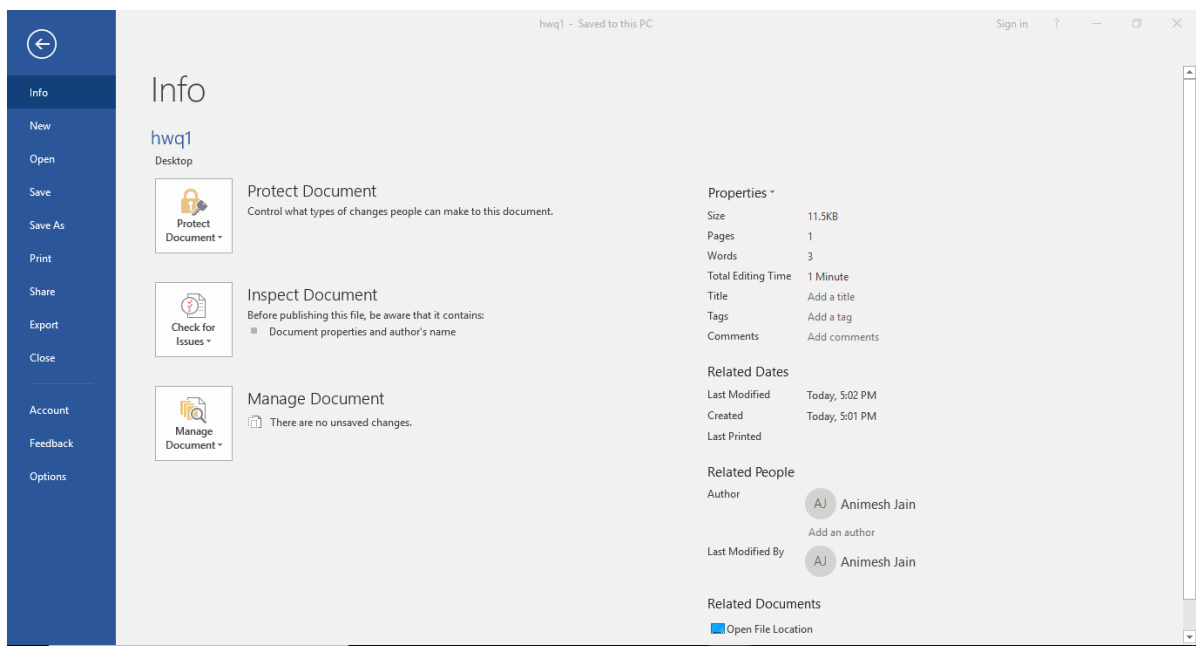 hwq1 - Saved to this PC
Sign in ?
Info
New
Open
Save
Save As
Print
Share
Export
Close
Account
Feedback
Options
Info
hwq1
Desktop
Protect
Document
Protect Document
Control what types of changes people can make to this document.
Check for
Issues
Inspect Document
Before publishing this file, be aware that it contains:
Document properties and author's name
Manage
Document
Manage Document
There are no unsaved changes.
Properties
Size 11.5KB
Pages 1
Words 3
Total Editing Time 1 Minute
Title Add a title
Tags Add a tag
Comments Add comments
Related Dates
Last Modified Today, 5:02 PM
Created Today, 5:01 PM
Last Printed
Related People
Author AJ Animesh Jain
Add an author
Last Modified By AJ Animesh Jain
Related Documents
Open File Location